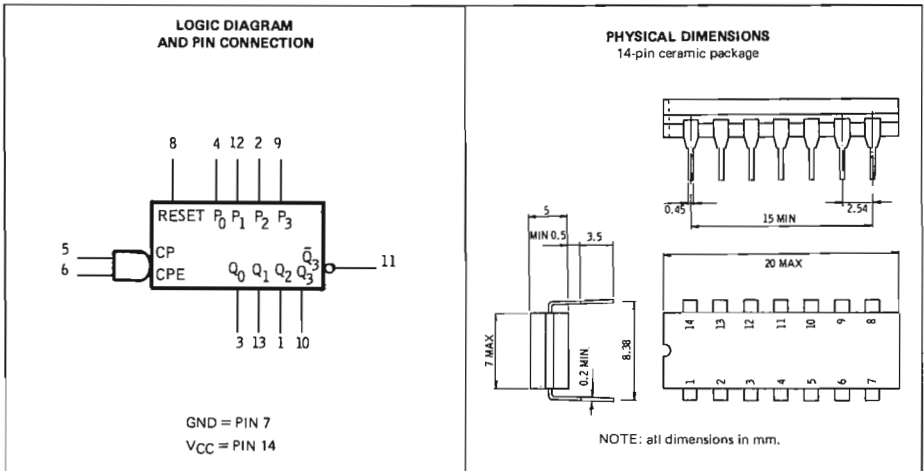 LOGIC DIAGRAM
AND PIN CONNECTION
8 4 12 2 9
RESET P0 P1 P2 P3
5
6
CP
CPE
Q0 Q1 Q2 Q3
Q̄3
11
3 13 1 10
GND = PIN 7
VCC = PIN 14
PHYSICAL DIMENSIONS
14-pin ceramic package
0.45
15 MIN
2.54
5
MIN 0.5
3.5
20 MAX
7 MAX
0.2 MIN
8.38
14 13 12 11 10 9 8
1 2 3 4 5 6 7
NOTE: all dimensions in mm.